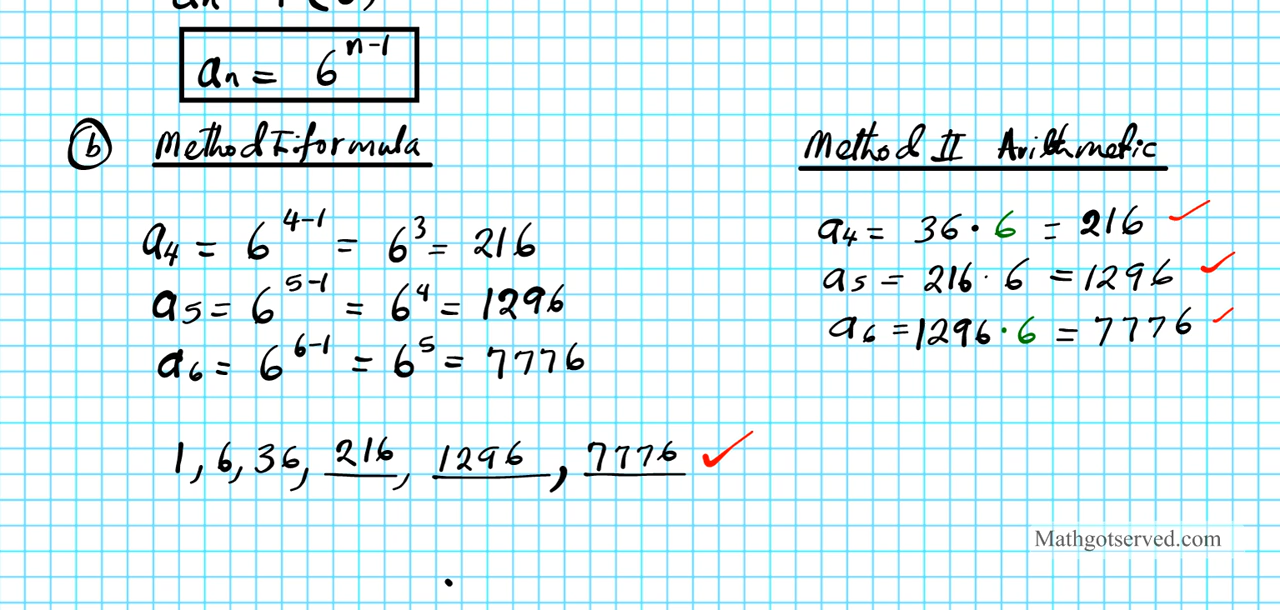 aₙ = 6ⁿ⁻¹
b Method I: formula
a₄ = 6⁴⁻¹ = 6³ = 216
a₅ = 6⁵⁻¹ = 6⁴ = 1296
a₆ = 6⁶⁻¹ = 6⁵ = 7776
1, 6, 36, 216, 1296, 7776 ✓
Method II Arithmetic
a₄ = 36 · 6 = 216 ✓
a₅ = 216 · 6 = 1296 ✓
a₆ = 1296 · 6 = 7776 ✓
Mathgotserved.com